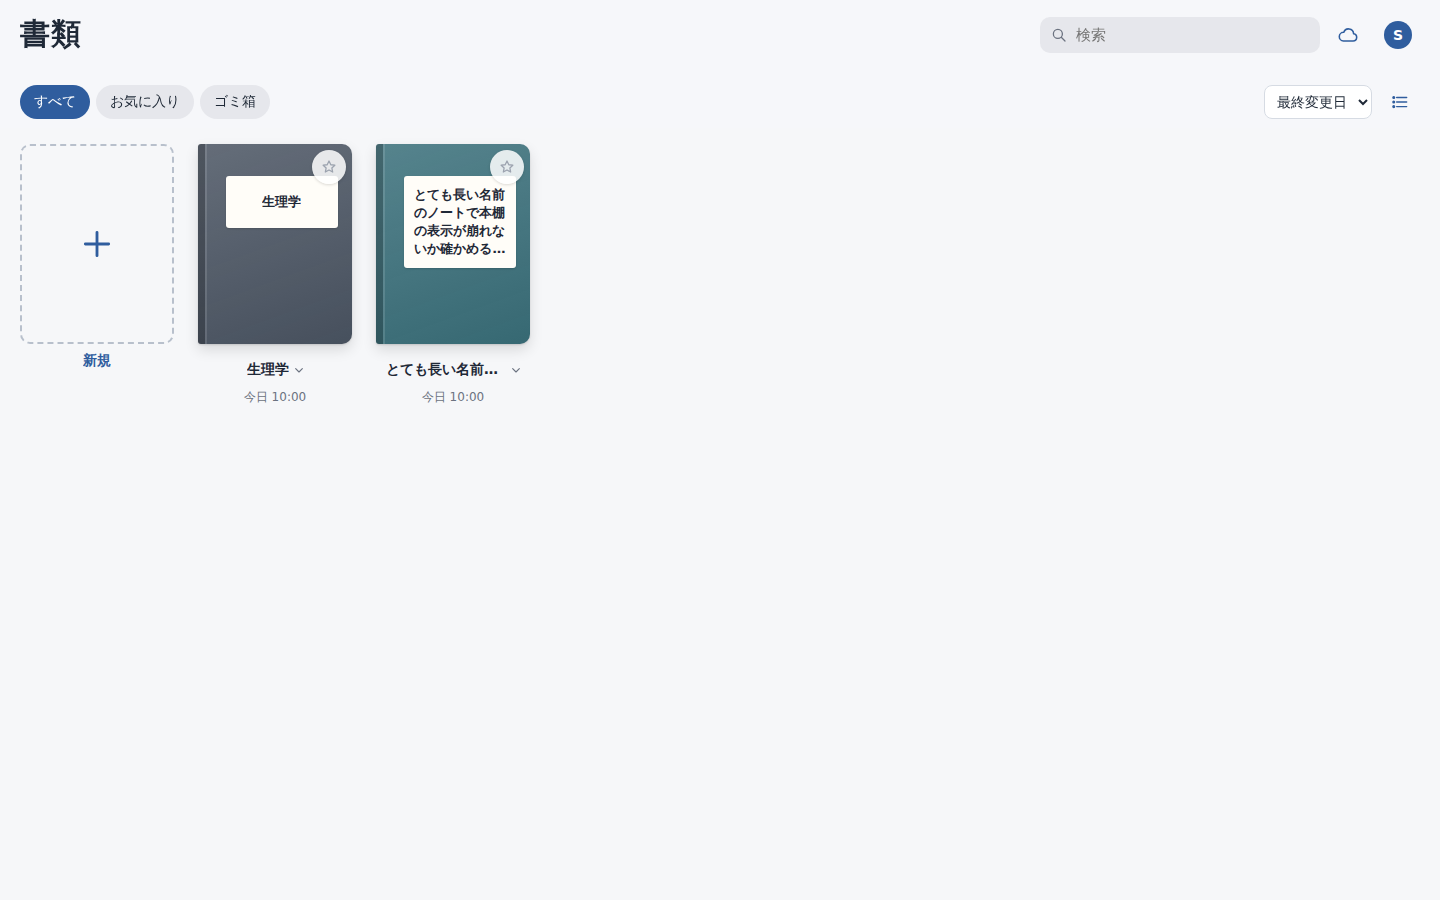 書類
検索
S
すべて
お気に入り
ゴミ箱
最終変更日
生理学
とても長い名前
のノートで本棚
の表示が崩れな
いか確かめる…
新規
生理学
とても長い名前…
今日 10:00
今日 10:00